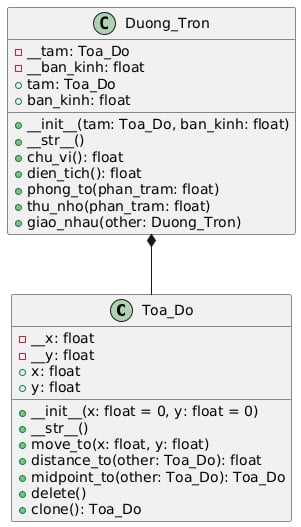 C Duong_Tron
__tam: Toa_Do
__ban_kinh: float
tam: Toa_Do
ban_kinh: float
__init__(tam: Toa_Do, ban_kinh: float)
__str__()
chu_vi(): float
dien_tich(): float
phong_to(phan_tram: float)
thu_nho(phan_tram: float)
giao_nhau(other: Duong_Tron)
C Toa_Do
__x: float
__y: float
x: float
y: float
__init__(x: float = 0, y: float = 0)
__str__()
move_to(x: float, y: float)
distance_to(other: Toa_Do): float
midpoint_to(other: Toa_Do): Toa_Do
delete()
clone(): Toa_Do